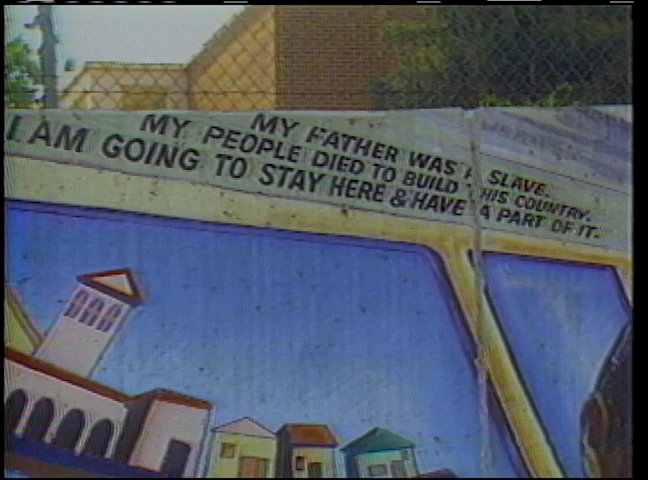 MY FATHER WAS A SLAVE.
MY PEOPLE DIED TO BUILD THIS COUNTRY.
I AM GOING TO STAY HERE & HAVE A PART OF IT.